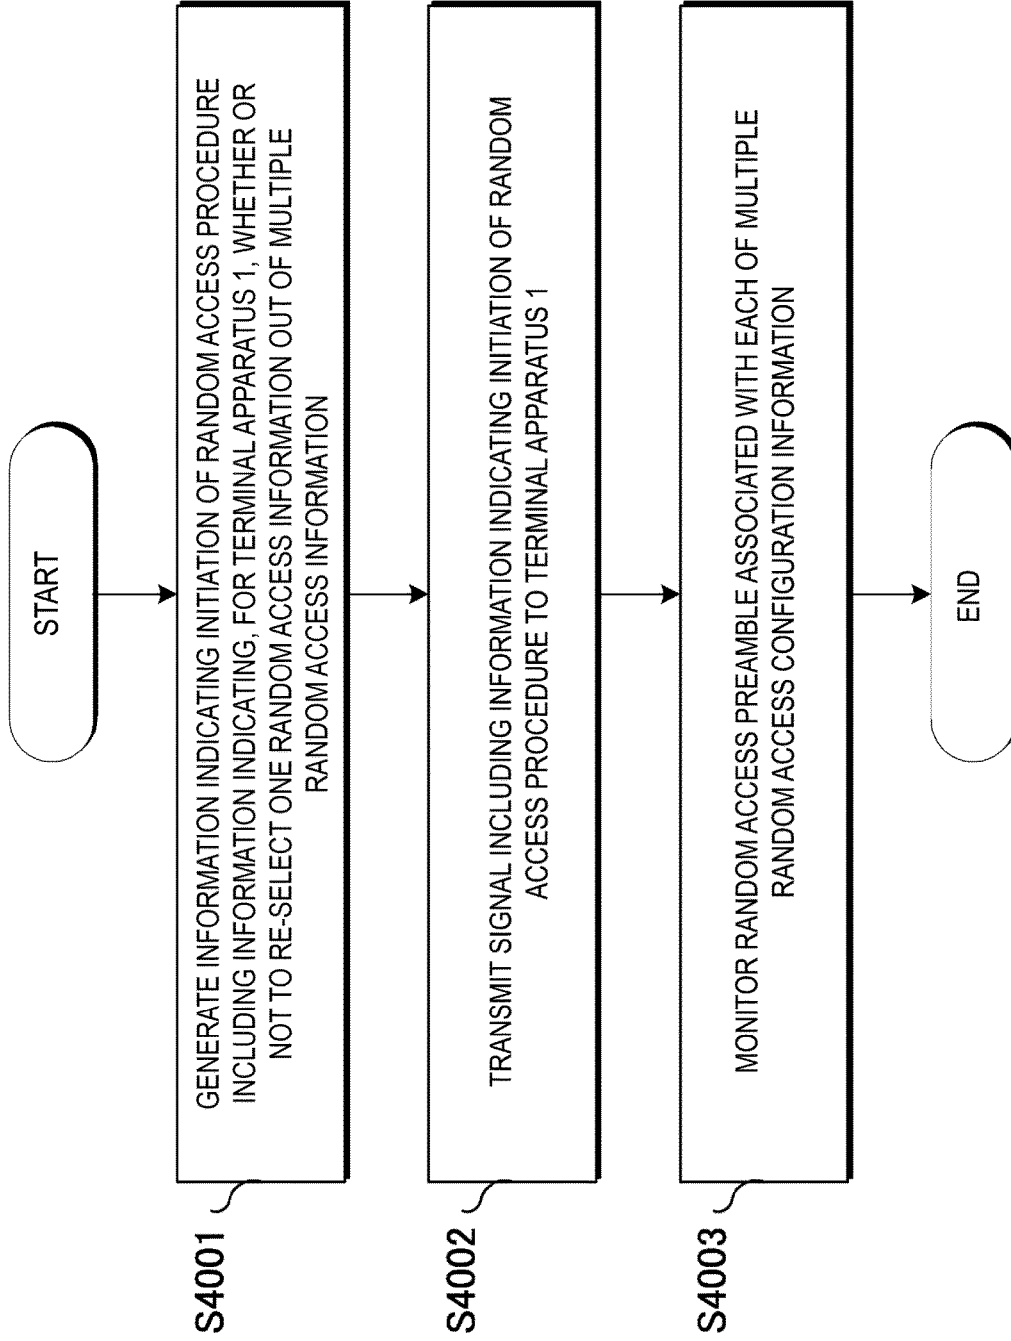 START
S4001
GENERATE INFORMATION INDICATING INITIATION OF RANDOM ACCESS PROCEDURE
INCLUDING INFORMATION INDICATING, FOR TERMINAL APPARATUS 1, WHETHER OR
NOT TO RE-SELECT ONE RANDOM ACCESS INFORMATION OUT OF MULTIPLE
RANDOM ACCESS INFORMATION
S4002
TRANSMIT SIGNAL INCLUDING INFORMATION INDICATING INITIATION OF RANDOM
ACCESS PROCEDURE TO TERMINAL APPARATUS 1
S4003
MONITOR RANDOM ACCESS PREAMBLE ASSOCIATED WITH EACH OF MULTIPLE
RANDOM ACCESS CONFIGURATION INFORMATION
END